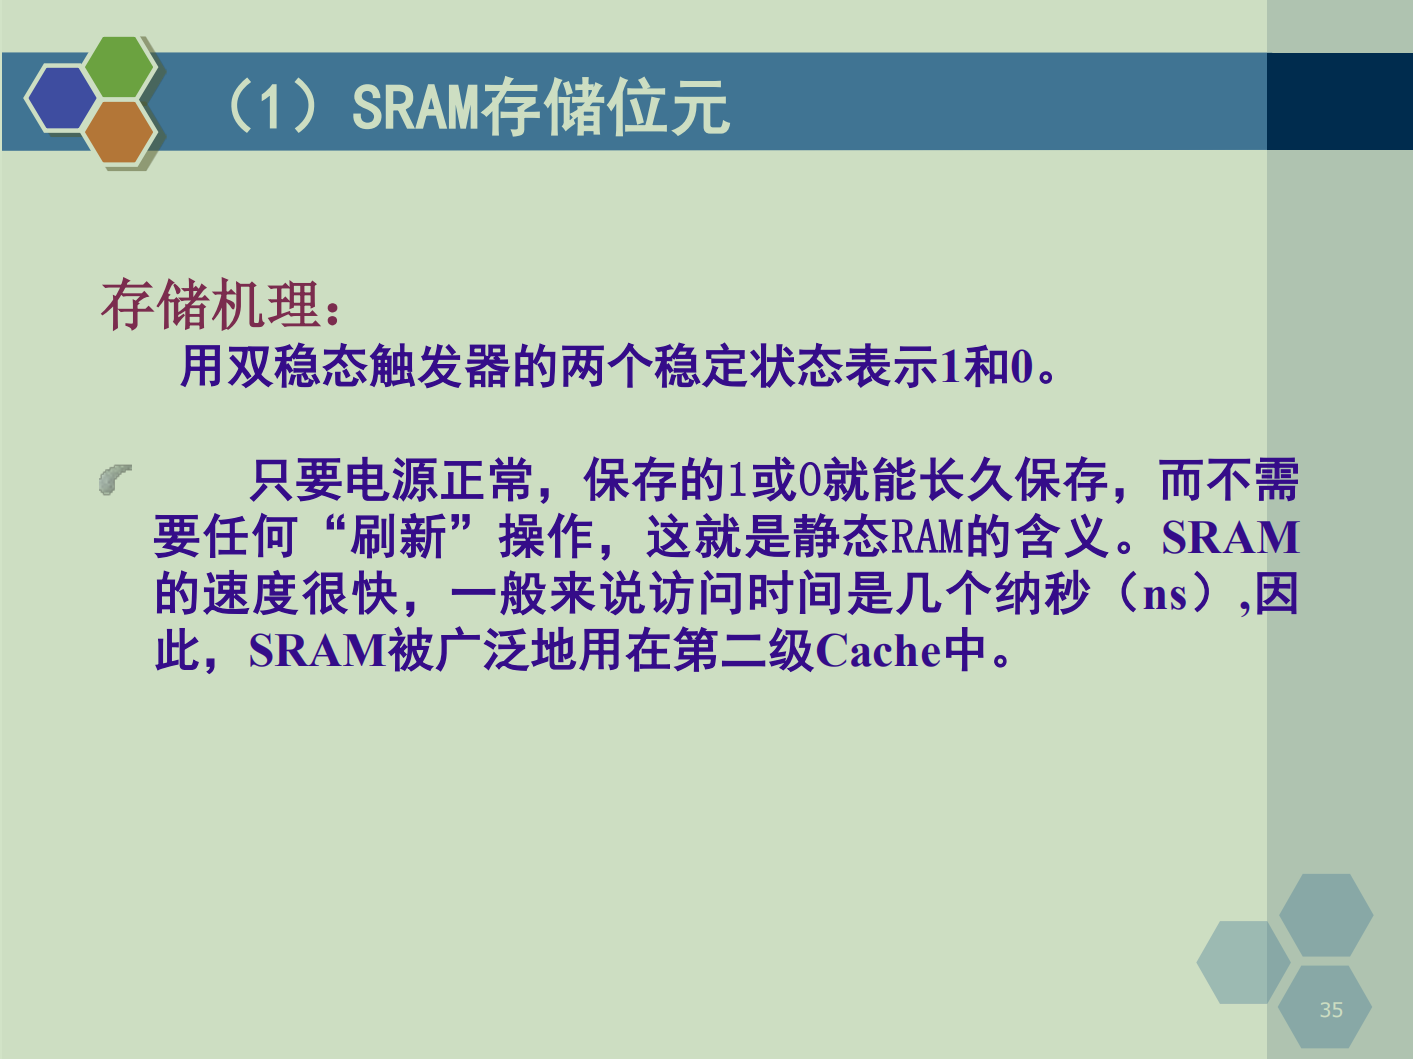 （1）SRAM存储位元
存储机理：
用双稳态触发器的两个稳定状态表示1和0。
只要电源正常，保存的1或0就能长久保存，而不需
要任何“刷新”操作，这就是静态RAM的含义。SRAM
的速度很快，一般来说访问时间是几个纳秒（ns）,因
此，SRAM被广泛地用在第二级Cache中。
35